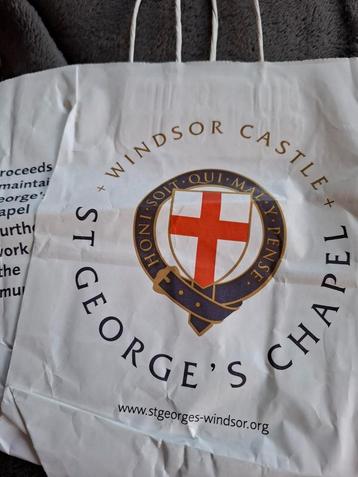 + WINDSOR CASTLE +
HONI · SOIT · QUI · MAL · Y · PENSE
ST GEORGE'S CHAPEL
www.stgeorges-windsor.org
roceeds
maintai
eorge's
apel
urthe
work
the
mu